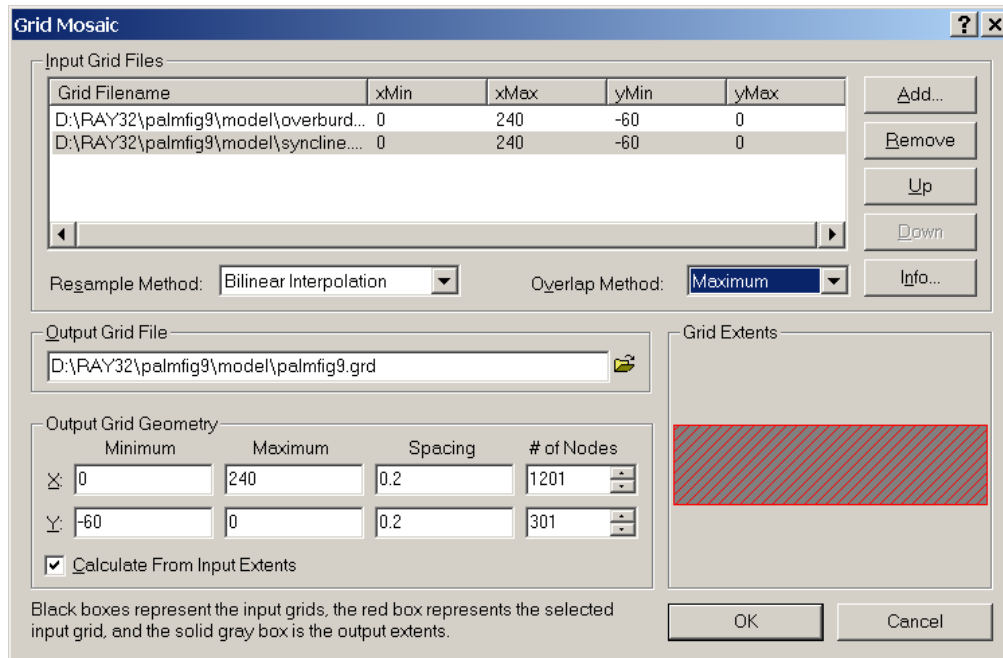 Grid Mosaic
Input Grid Files
Grid Filename xMin xMax yMin yMax
D:\RAY32\palmfig9\model\overburd... 0 240 -60 0
D:\RAY32\palmfig9\model\syncline.... 0 240 -60 0
Add...
Remove
Up
Down
Info...
Resample Method: Bilinear Interpolation Overlap Method: Maximum
Output Grid File
D:\RAY32\palmfig9\model\palmfig9.grd
Grid Extents
Output Grid Geometry
Minimum Maximum Spacing # of Nodes
X: 0 240 0.2 1201
Y: -60 0 0.2 301
Calculate From Input Extents
Black boxes represent the input grids, the red box represents the selected
input grid, and the solid gray box is the output extents.
OK Cancel